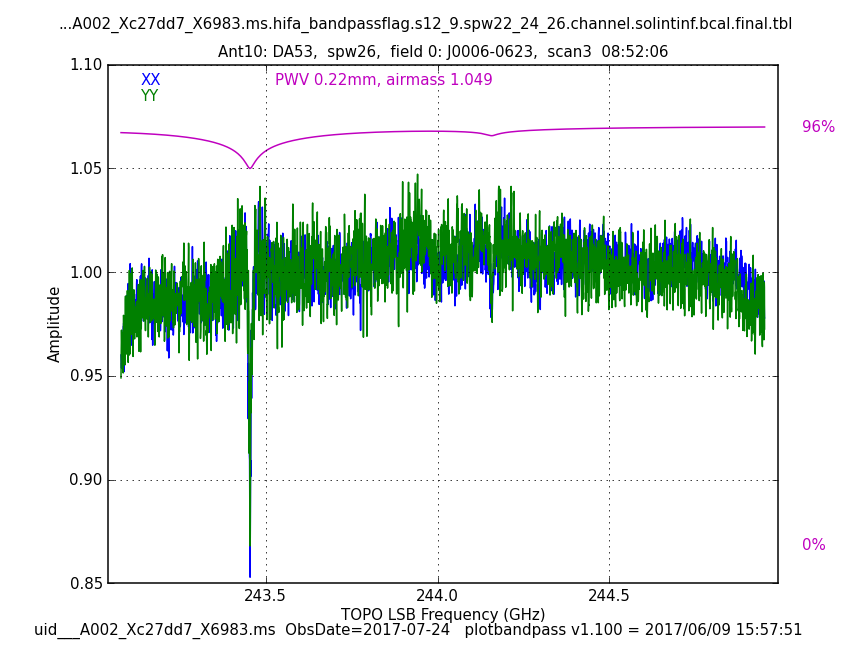 ...A002_Xc27dd7_X6983.ms.hifa_bandpassflag.s12_9.spw22_24_26.channel.solintinf.bcal.final.tbl
Ant10: DA53,  spw26,  field 0: J0006-0623,  scan3  08:52:06
XX
YY
PWV 0.22mm, airmass 1.049
96%
0%
1.10
1.05
1.00
0.95
0.90
0.85
Amplitude
243.5
244.0
244.5
TOPO LSB Frequency (GHz)
uid___A002_Xc27dd7_X6983.ms  ObsDate=2017-07-24   plotbandpass v1.100 = 2017/06/09 15:57:51